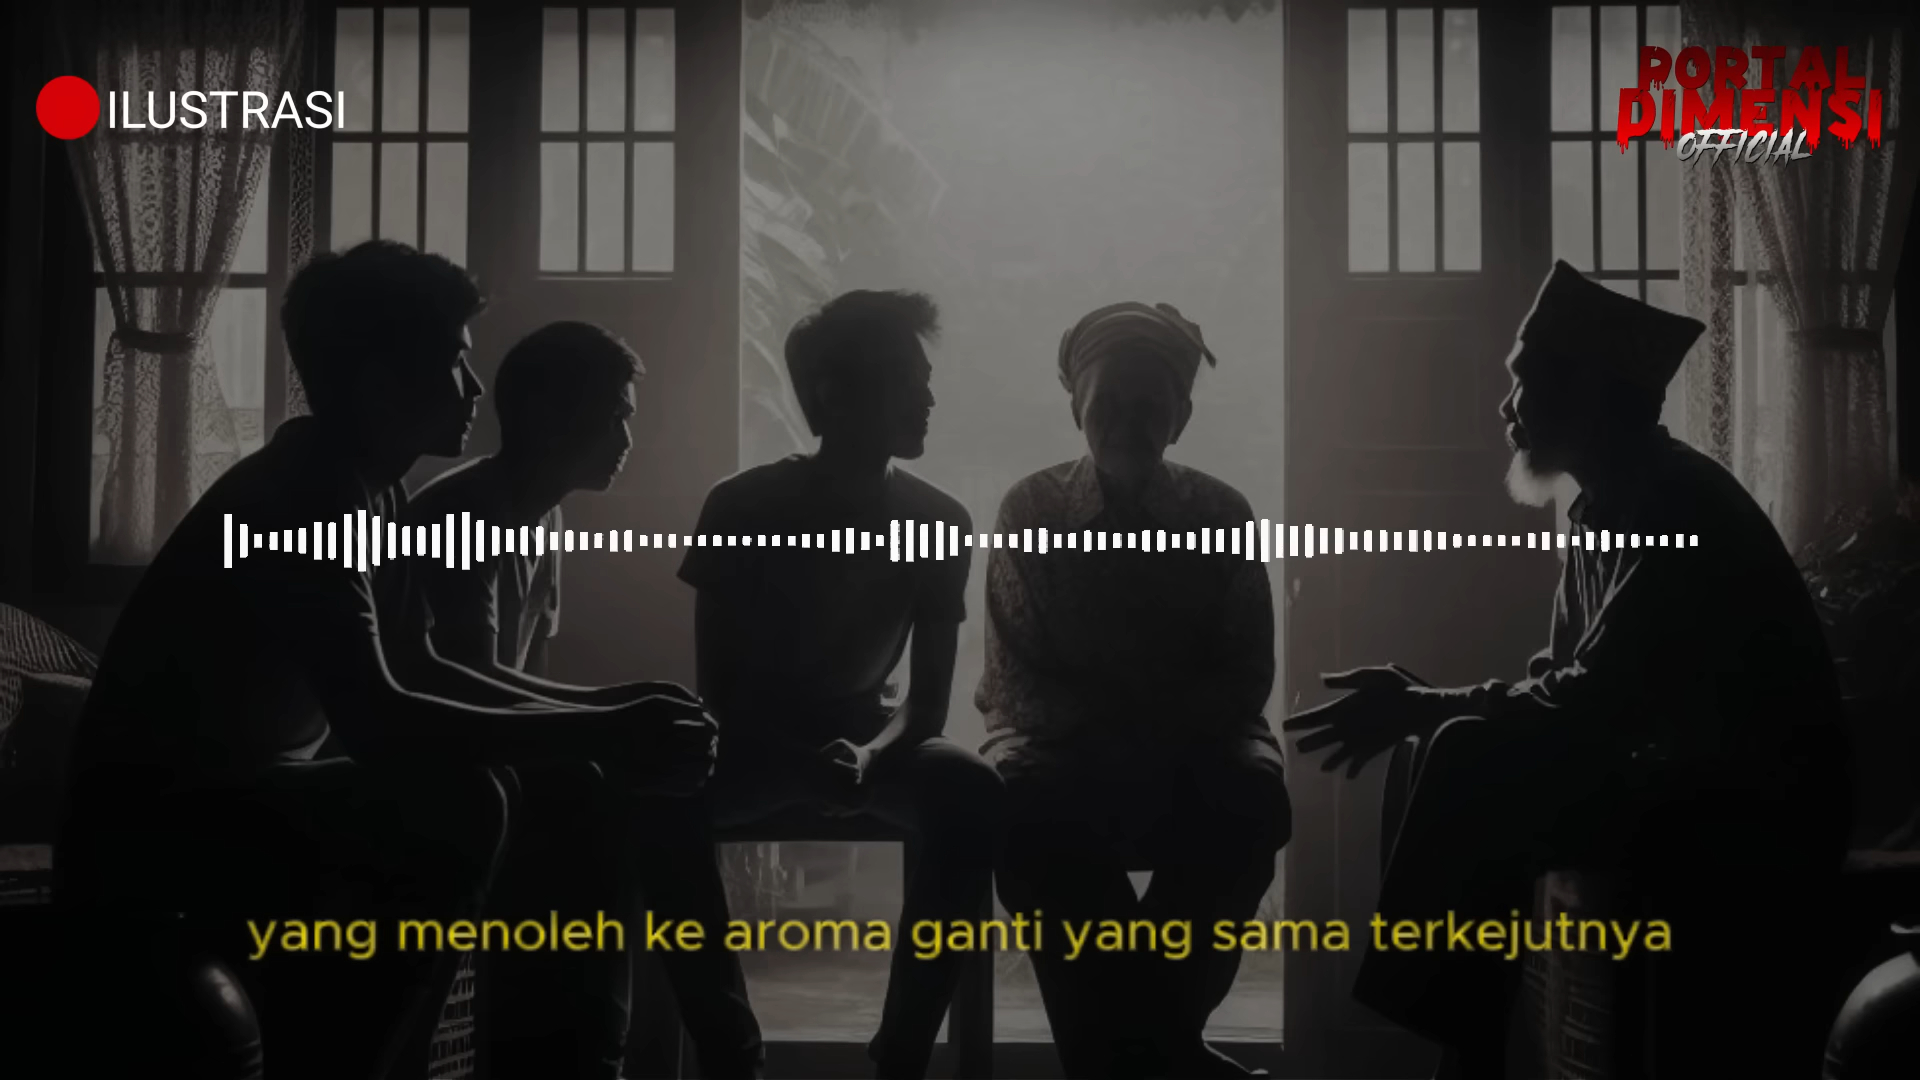 ILUSTRASI
PORTAL
DIMENSI
OFFICIAL
yang menoleh ke aroma ganti yang sama terkejutnya